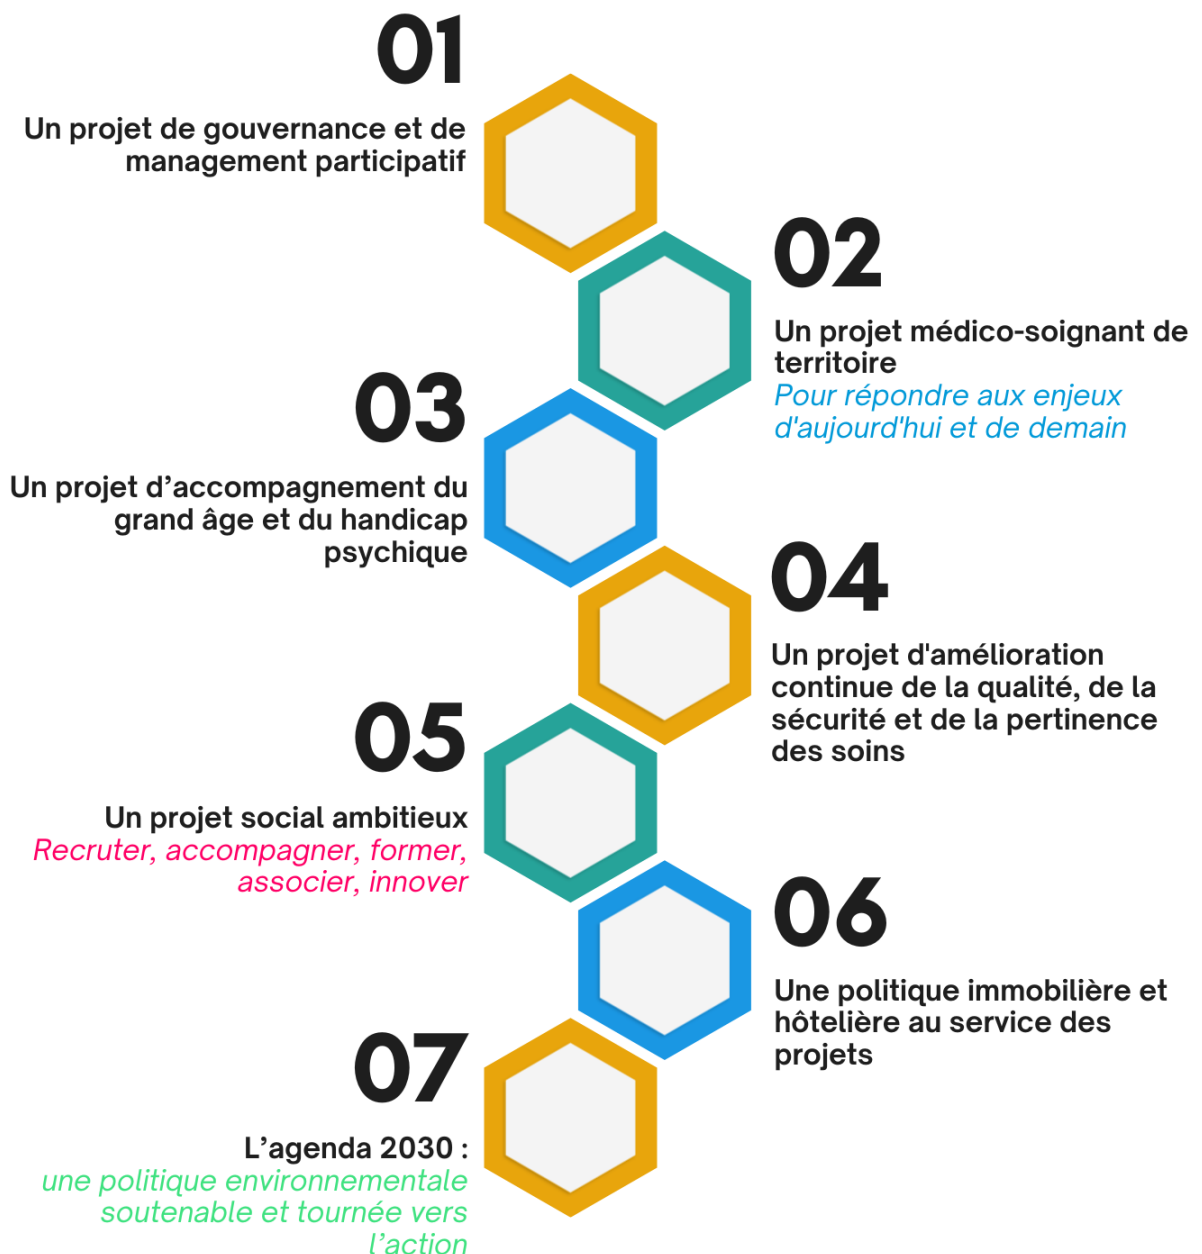 01
Un projet de gouvernance et de
management participatif
02
Un projet médico-soignant de
territoire
Pour répondre aux enjeux
d'aujourd'hui et de demain
03
Un projet d’accompagnement du
grand âge et du handicap
psychique
04
Un projet d'amélioration
continue de la qualité, de la
sécurité et de la pertinence
des soins
05
Un projet social ambitieux
Recruter, accompagner, former,
associer, innover
06
Une politique immobilière et
hôtelière au service des
projets
07
L’agenda 2030 :
une politique environnementale
soutenable et tournée vers
l’action